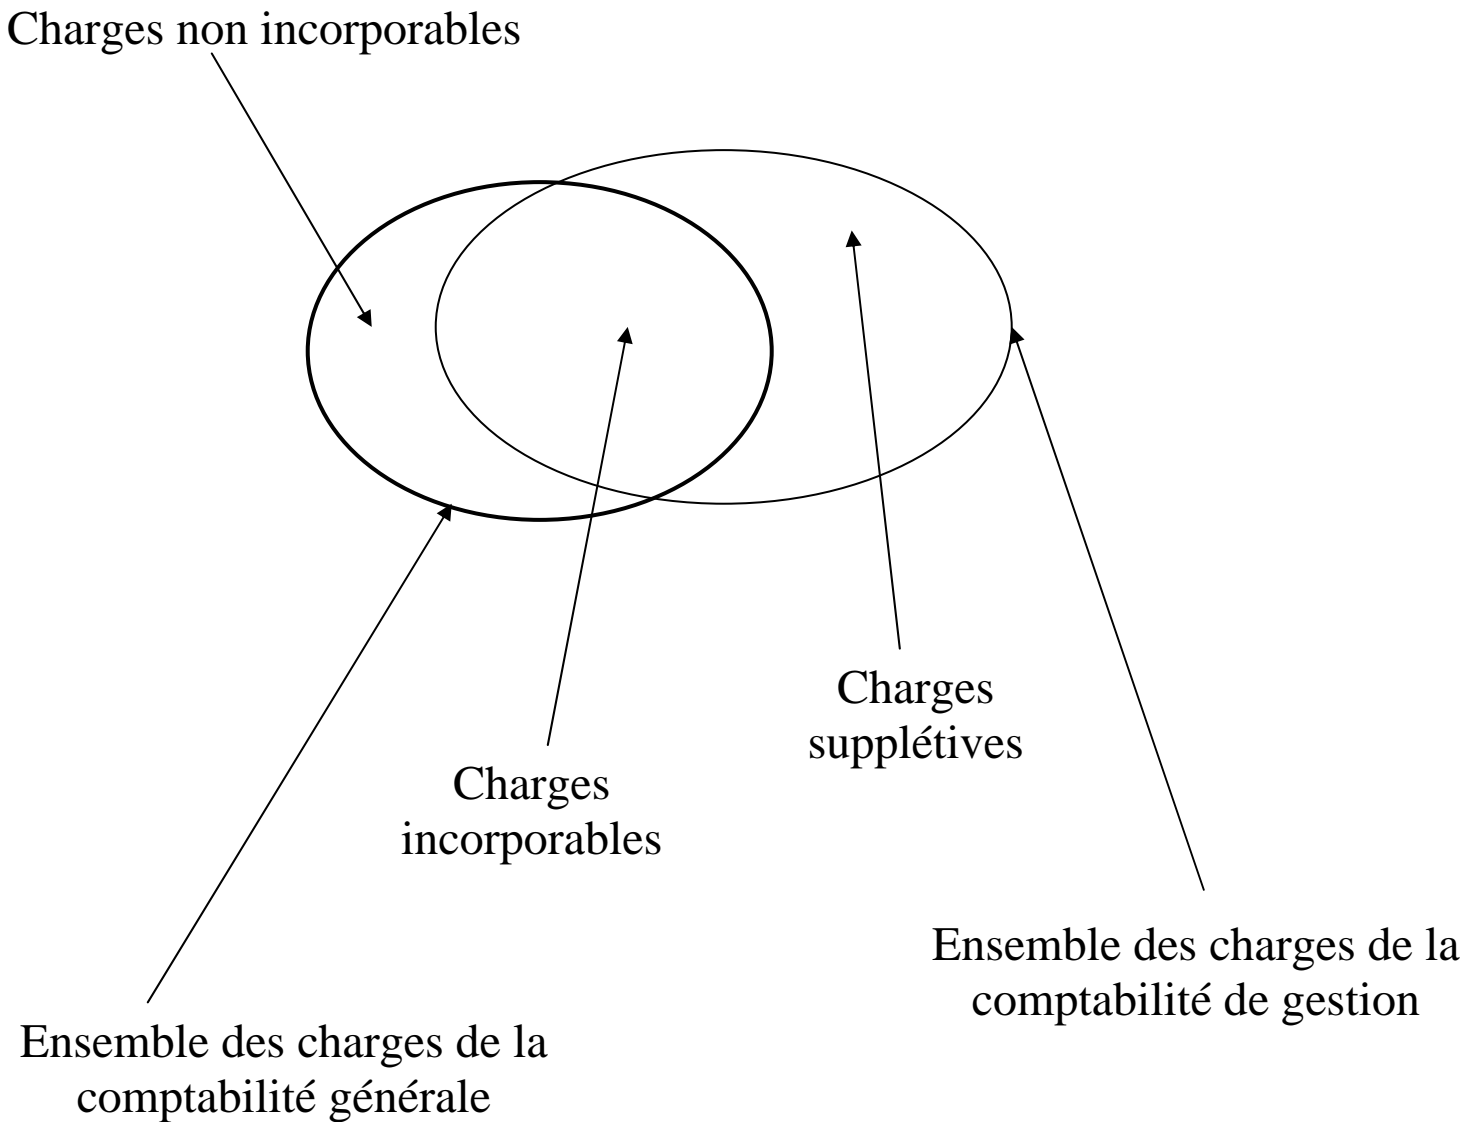 Charges non incorporables
Charges
supplétives
Charges
incorporables
Ensemble des charges de la
comptabilité de gestion
Ensemble des charges de la
comptabilité générale